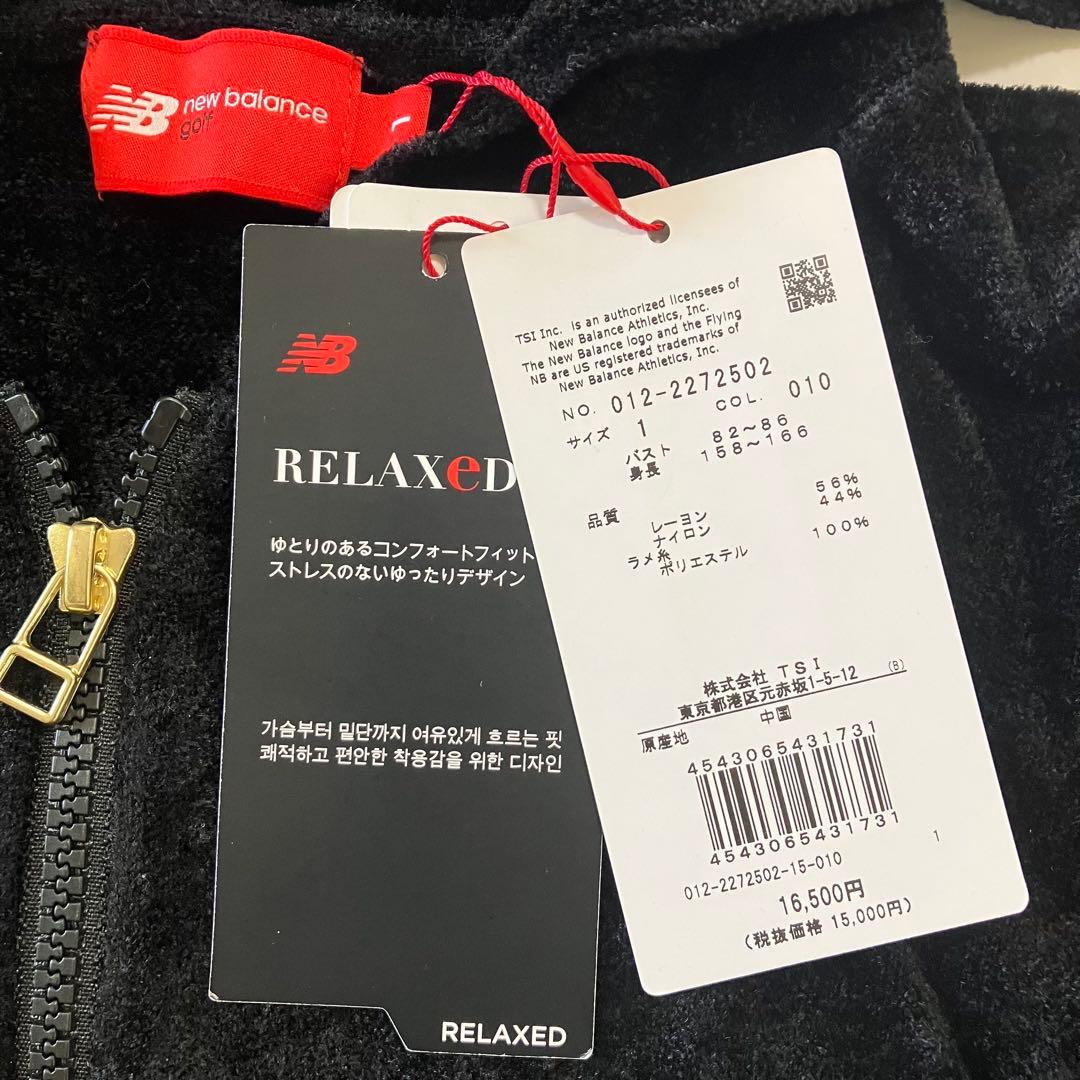 new balance
golf
NB
RELAXeD
ゆとりのあるコンフォートフィット
ストレスのないゆったりデザイン
가슴부터 밑단까지 여유있게 흐르는 핏
쾌적하고 편안한 착용감을 위한 디자인
RELAXED
TSI Inc. is an authorized licensees of
New Balance Athletics, Inc.
The New Balance logo and the Flying
NB are US registered trademarks of
New Balance Athletics, Inc.
NO. 012-2272502
COL. 010
サイズ 1
バスト 82～86
身長 158～166
品質
レーヨン 56%
ナイロン 44%
ラメ糸
ポリエステル 100%
株式会社 TSI
東京都港区元赤坂1-5-12 (B)
原産地 中国
4543065431731
4543065431731
012-2272502-15-010 1
16,500円
(税抜価格 15,000円)